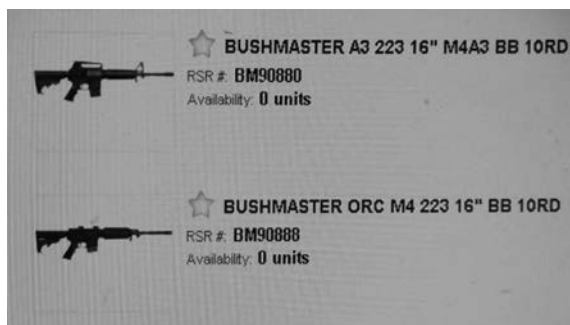 BUSHMASTER A3 223 16" M4A3 BB 10RD
RSR #: BM90880
Availability: 0 units
BUSHMASTER ORC M4 223 16" BB 10RD
RSR #: BM90888
Availability: 0 units